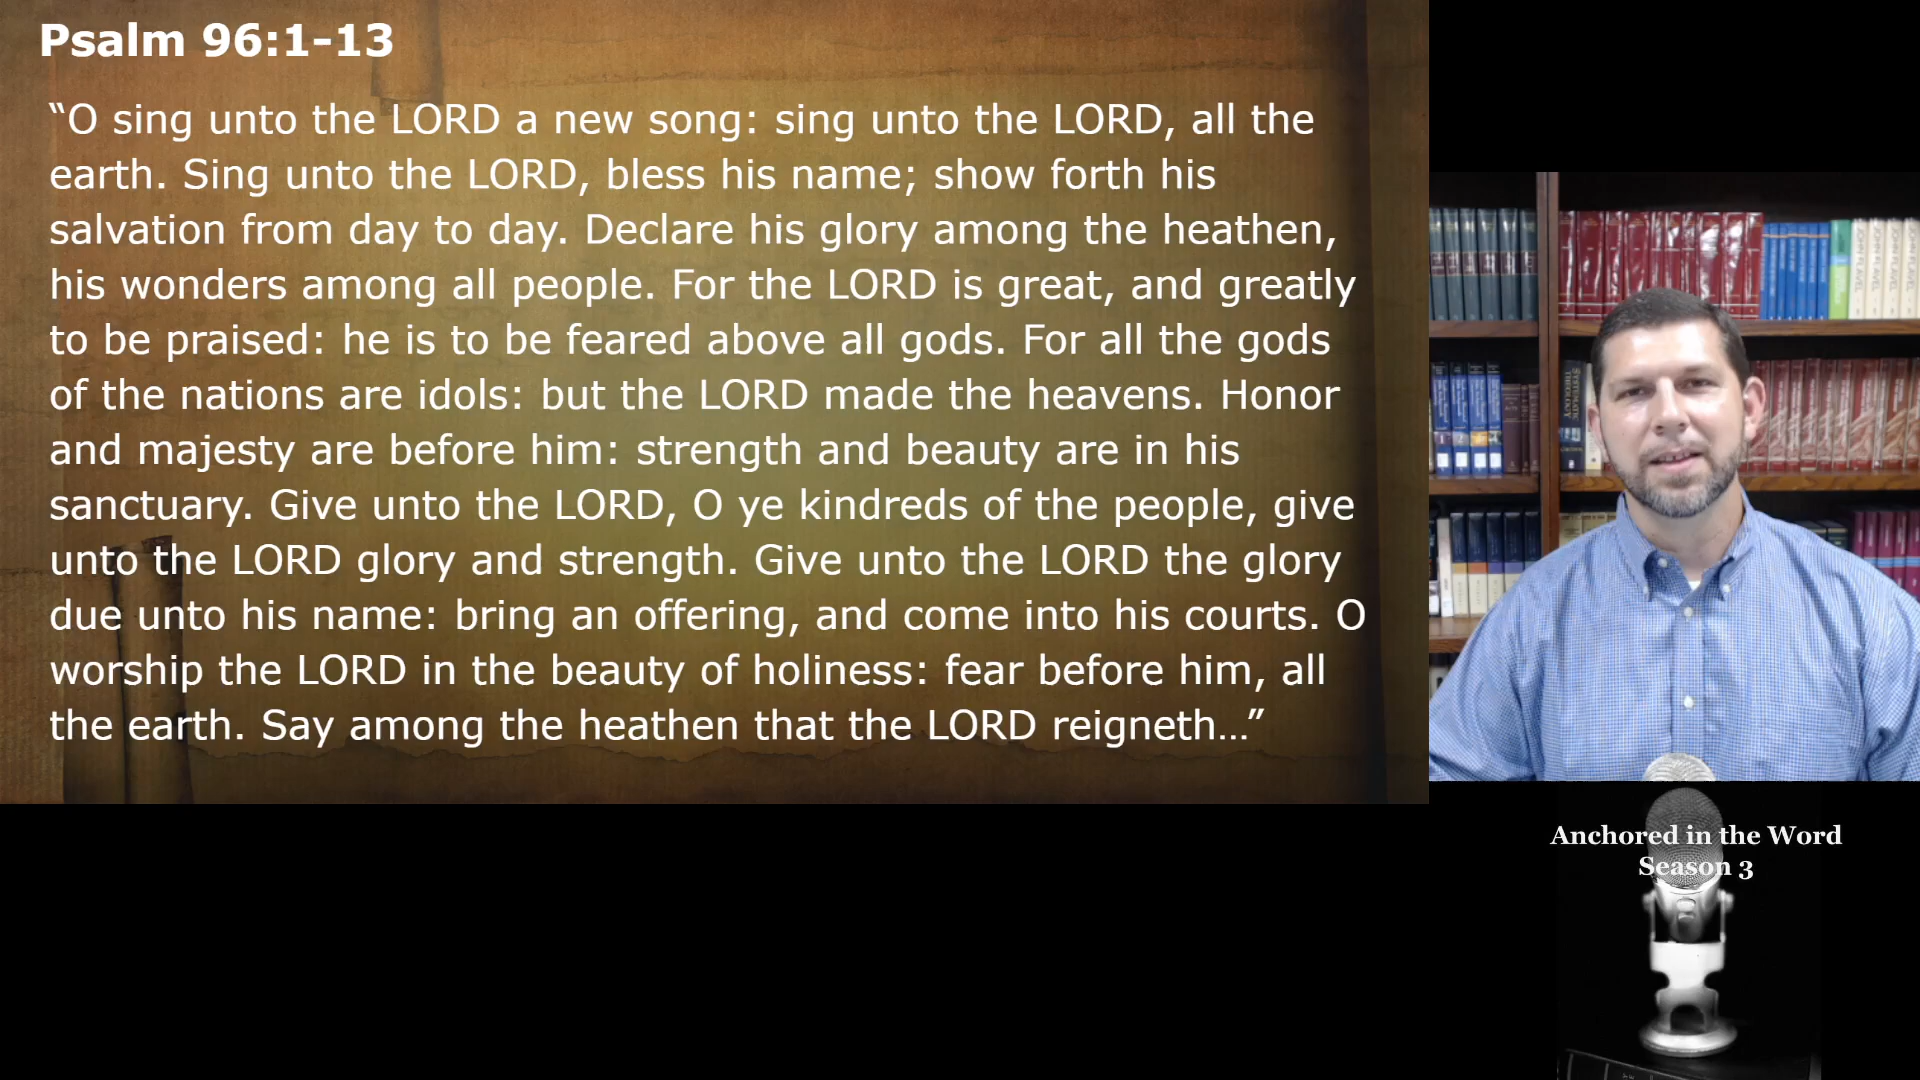 Psalm 96:1-13
“O sing unto the LORD a new song: sing unto the LORD, all the
earth. Sing unto the LORD, bless his name; show forth his
salvation from day to day. Declare his glory among the heathen,
his wonders among all people. For the LORD is great, and greatly
to be praised: he is to be feared above all gods. For all the gods
of the nations are idols: but the LORD made the heavens. Honor
and majesty are before him: strength and beauty are in his
sanctuary. Give unto the LORD, O ye kindreds of the people, give
unto the LORD glory and strength. Give unto the LORD the glory
due unto his name: bring an offering, and come into his courts. O
worship the LORD in the beauty of holiness: fear before him, all
the earth. Say among the heathen that the LORD reigneth…”
SYSTEMATIC
THEOLOGY
Anchored in the Word
Season 3